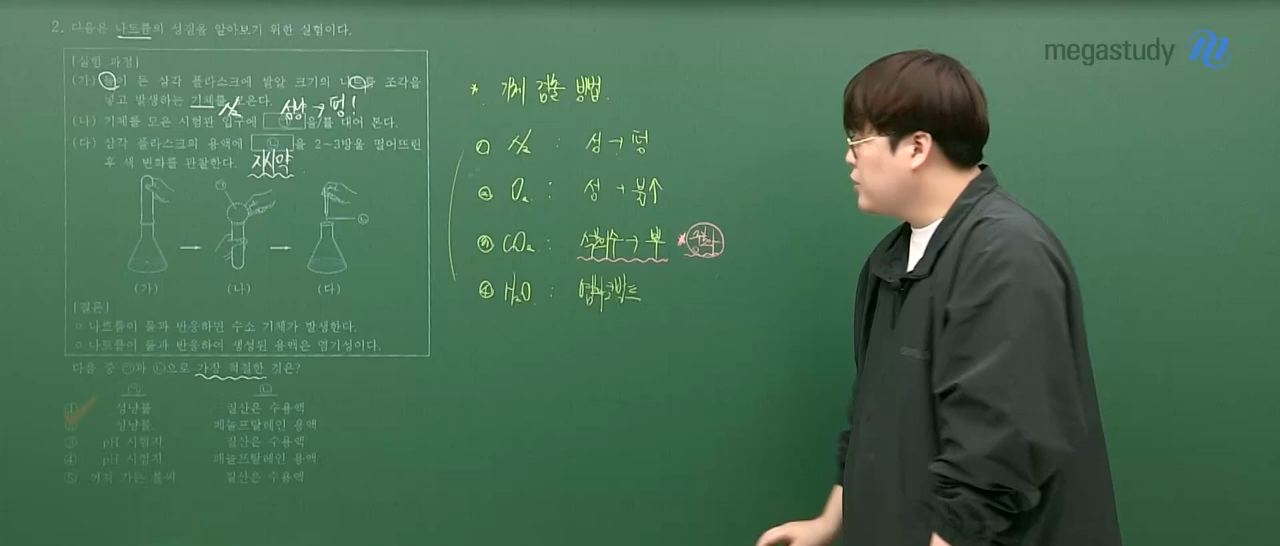 megastudy
2. 다음은 나트륨의 성질을 알아보기 위한 실험이다.
[실험 과정]
(가) 물이 든 삼각 플라스크에 쌀알 크기의 나트륨 조각을
넣고 발생하는 기체를 모은다.
H₂ 성냥 → 펑!
(나) 기체를 모은 시험관 입구에 ㉠ 을/를 대어 본다.
(다) 삼각 플라스크의 용액에 ㉡ 을 2~3방울 떨어뜨린
후 색 변화를 관찰한다.
지시약
㉠
㉡
(가) (나) (다)
[결론]
○ 나트륨이 물과 반응하면 수소 기체가 발생한다.
○ 나트륨이 물과 반응하여 생성된 용액은 염기성이다.
다음 중 ㉠과 ㉡으로 가장 적절한 것은?
㉠ ㉡
① 성냥불 질산은 수용액
② 성냥불 페놀프탈레인 용액
③ pH 시험지 질산은 수용액
④ pH 시험지 페놀프탈레인 용액
⑤ 꺼져 가는 불씨 질산은 수용액
* 기체 검출 방법
① H₂ : 성 → 펑
② O₂ : 성 → 불↑
③ CO₂ : 석회수 → 뿌 *
④ H₂O : 염화코발트